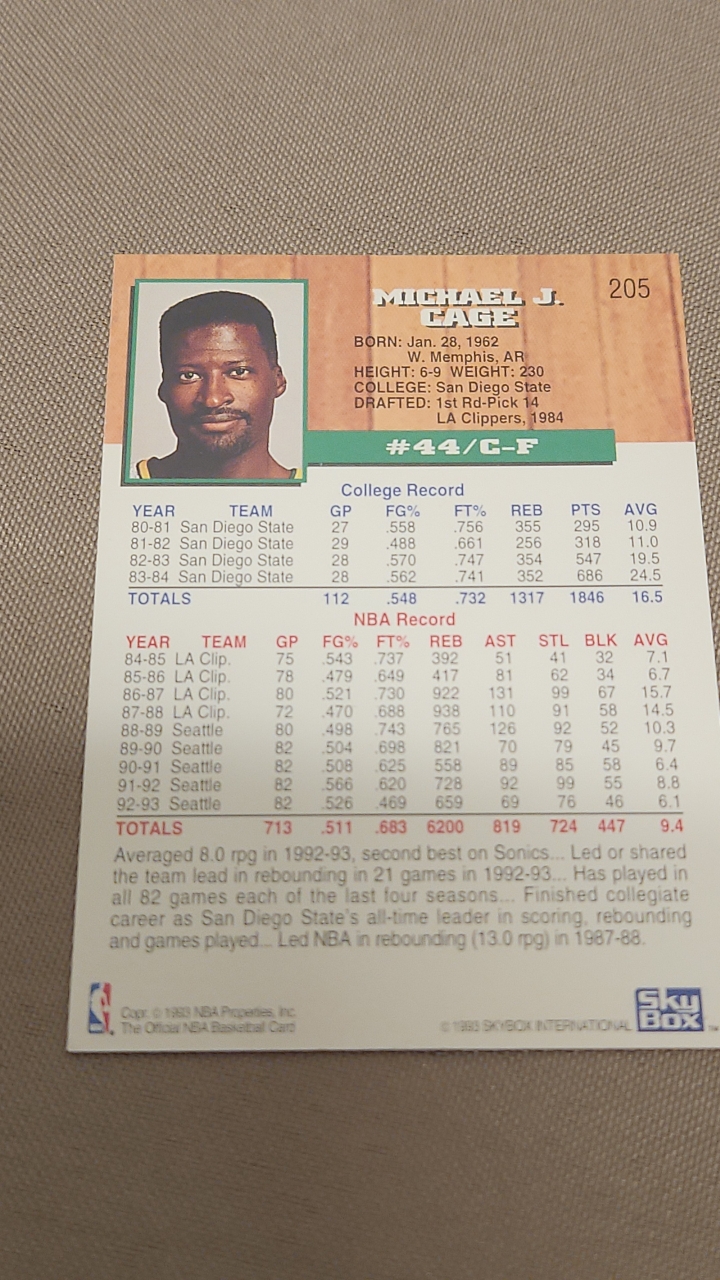 205
MICHAEL J.
CAGE
BORN: Jan. 28, 1962
W. Memphis, AR
HEIGHT: 6-9 WEIGHT: 230
COLLEGE: San Diego State
DRAFTED: 1st Rd-Pick 14
LA Clippers, 1984
#44/C-F
College Record
YEAR TEAM GP FG% FT% REB PTS AVG
80-81 San Diego State 27 .558 .756 355 295 10.9
81-82 San Diego State 29 .488 .661 256 318 11.0
82-83 San Diego State 28 .570 .747 354 547 19.5
83-84 San Diego State 28 .562 .741 352 686 24.5
TOTALS 112 .548 .732 1317 1846 16.5
NBA Record
YEAR TEAM GP FG% FT% REB AST STL BLK AVG
84-85 LA Clip. 75 .543 .737 392 51 41 32 7.1
85-86 LA Clip. 78 .479 .649 417 81 62 34 6.7
86-87 LA Clip. 80 .521 .730 922 131 99 67 15.7
87-88 LA Clip. 72 .470 .688 938 110 91 58 14.5
88-89 Seattle 80 .498 .743 765 126 92 52 10.3
89-90 Seattle 82 .504 .698 821 70 79 45 9.7
90-91 Seattle 82 .508 .625 558 89 85 58 6.4
91-92 Seattle 82 .566 .620 728 92 99 55 8.8
92-93 Seattle 82 .526 .469 659 69 76 46 6.1
TOTALS 713 .511 .683 6200 819 724 447 9.4
Averaged 8.0 rpg in 1992-93, second best on Sonics... Led or shared
the team lead in rebounding in 21 games in 1992-93... Has played in
all 82 games each of the last four seasons... Finished collegiate
career as San Diego State's all-time leader in scoring, rebounding
and games played... Led NBA in rebounding (13.0 rpg) in 1987-88.
Copr. © 1993 NBA Properties, Inc.
The Official NBA Basketball Card
© 1993 SKYBOX INTERNATIONAL
Sky
Box
™